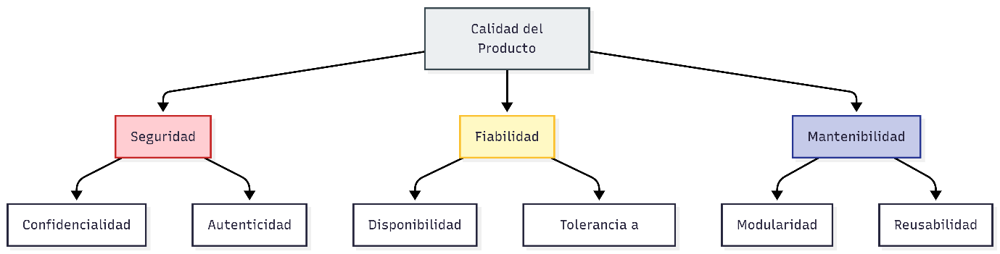 Calidad del
Producto
Seguridad
Fiabilidad
Mantenibilidad
Confidencialidad
Autenticidad
Disponibilidad
Tolerancia a
Modularidad
Reusabilidad